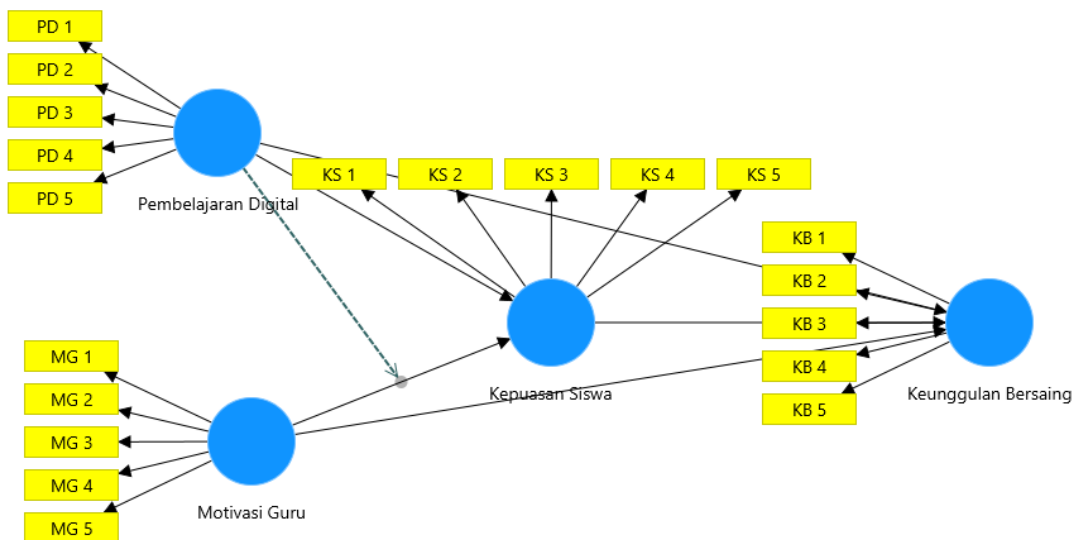 PD 1
PD 2
PD 3
PD 4
PD 5
Pembelajaran Digital
KS 1
KS 2
KS 3
KS 4
KS 5
Kepuasan Siswa
KB 1
KB 2
KB 3
KB 4
KB 5
Keunggulan Bersaing
MG 1
MG 2
MG 3
MG 4
MG 5
Motivasi Guru